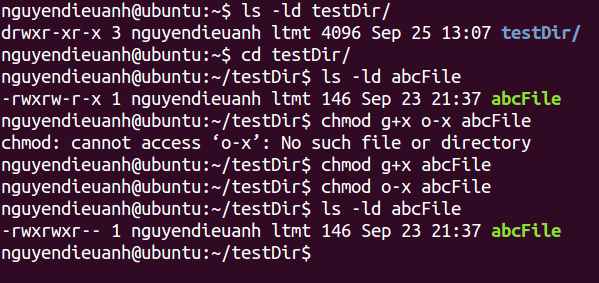 nguyendieuanh@ubuntu:~$ ls -ld testDir/
drwxr-xr-x 3 nguyendieuanh ltmt 4096 Sep 25 13:07 testDir/
nguyendieuanh@ubuntu:~$ cd testDir/
nguyendieuanh@ubuntu:~/testDir$ ls -ld abcFile
-rwxrw-r-x 1 nguyendieuanh ltmt 146 Sep 23 21:37 abcFile
nguyendieuanh@ubuntu:~/testDir$ chmod g+x o-x abcFile
chmod: cannot access ‘o-x’: No such file or directory
nguyendieuanh@ubuntu:~/testDir$ chmod g+x abcFile
nguyendieuanh@ubuntu:~/testDir$ chmod o-x abcFile
nguyendieuanh@ubuntu:~/testDir$ ls -ld abcFile
-rwxrwxr-- 1 nguyendieuanh ltmt 146 Sep 23 21:37 abcFile
nguyendieuanh@ubuntu:~/testDir$